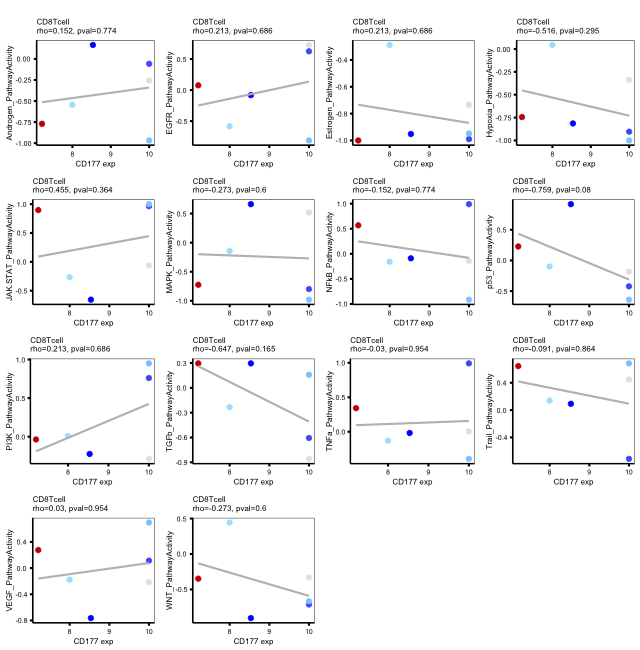 CD8Tcell
rho=0.152, pval=0.774
Androgen_PathwayActivity
0.00
-0.25
-0.50
-0.75
-1.00
8
9
10
CD177 exp
CD8Tcell
rho=0.213, pval=0.686
EGFR_PathwayActivity
0.5
0.0
-0.5
8
9
10
CD177 exp
CD8Tcell
rho=0.213, pval=0.686
Estrogen_PathwayActivity
-0.4
-0.6
-0.8
-1.0
8
9
10
CD177 exp
CD8Tcell
rho=-0.516, pval=0.295
Hypoxia_PathwayActivity
0.00
-0.25
-0.50
-0.75
-1.00
8
9
10
CD177 exp
CD8Tcell
rho=0.455, pval=0.364
JAK.STAT_PathwayActivity
1.0
0.5
0.0
-0.5
8
9
10
CD177 exp
CD8Tcell
rho=-0.273, pval=0.6
MAPK_PathwayActivity
0.5
0.0
-0.5
-1.0
8
9
10
CD177 exp
CD8Tcell
rho=-0.152, pval=0.774
NFkB_PathwayActivity
1.0
0.5
0.0
-0.5
-1.0
8
9
10
CD177 exp
CD8Tcell
rho=-0.759, pval=0.08
p53_PathwayActivity
0.5
0.0
-0.5
8
9
10
CD177 exp
CD8Tcell
rho=0.213, pval=0.686
PI3K_PathwayActivity
1.0
0.5
0.0
8
9
10
CD177 exp
CD8Tcell
rho=-0.647, pval=0.165
TGFb_PathwayActivity
0.3
0.0
-0.3
-0.6
-0.9
8
9
10
CD177 exp
CD8Tcell
rho=-0.03, pval=0.954
TNFa_PathwayActivity
1.0
0.5
0.0
8
9
10
CD177 exp
CD8Tcell
rho=-0.091, pval=0.864
Trail_PathwayActivity
0.4
0.0
-0.4
8
9
10
CD177 exp
CD8Tcell
rho=0.03, pval=0.954
VEGF_PathwayActivity
0.4
0.0
-0.4
-0.8
8
9
10
CD177 exp
CD8Tcell
rho=-0.273, pval=0.6
WNT_PathwayActivity
0.5
0.0
-0.5
8
9
10
CD177 exp